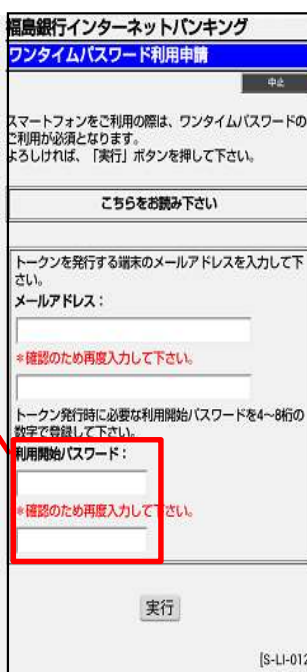 福島銀行インターネットバンキング
ワンタイムパスワード利用申請
中止
スマートフォンをご利用の際は、ワンタイムパスワードの
ご利用が必須となります。
よろしければ、「実行」ボタンを押して下さい。
こちらをお読み下さい
トークンを発行する端末のメールアドレスを入力して下
さい。
メールアドレス：
＊確認のため再度入力して下さい。
トークン発行時に必要な利用開始パスワードを4～8桁の
数字で登録して下さい。
利用開始パスワード：
＊確認のため再度入力して下さい。
実行
[S-LI-012